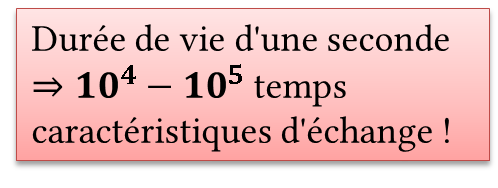 Durée de vie d'une seconde
⇒ 10⁴ − 10⁵ temps
caractéristiques d'échange !